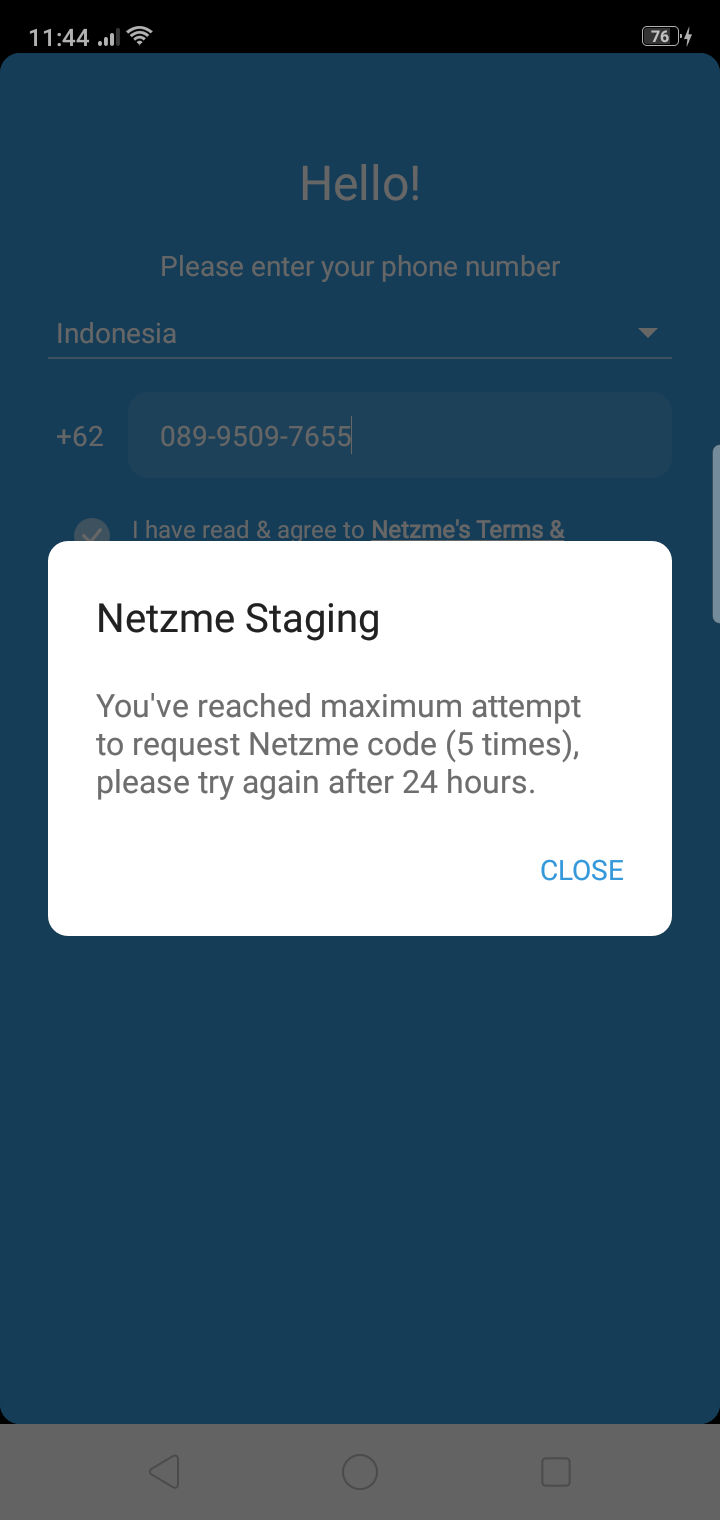 11:44
76
Hello!
Please enter your phone number
Indonesia
+62 089-9509-7655
I have read & agree to Netzme's Terms &
Netzme Staging
You've reached maximum attempt
to request Netzme code (5 times),
please try again after 24 hours.
CLOSE